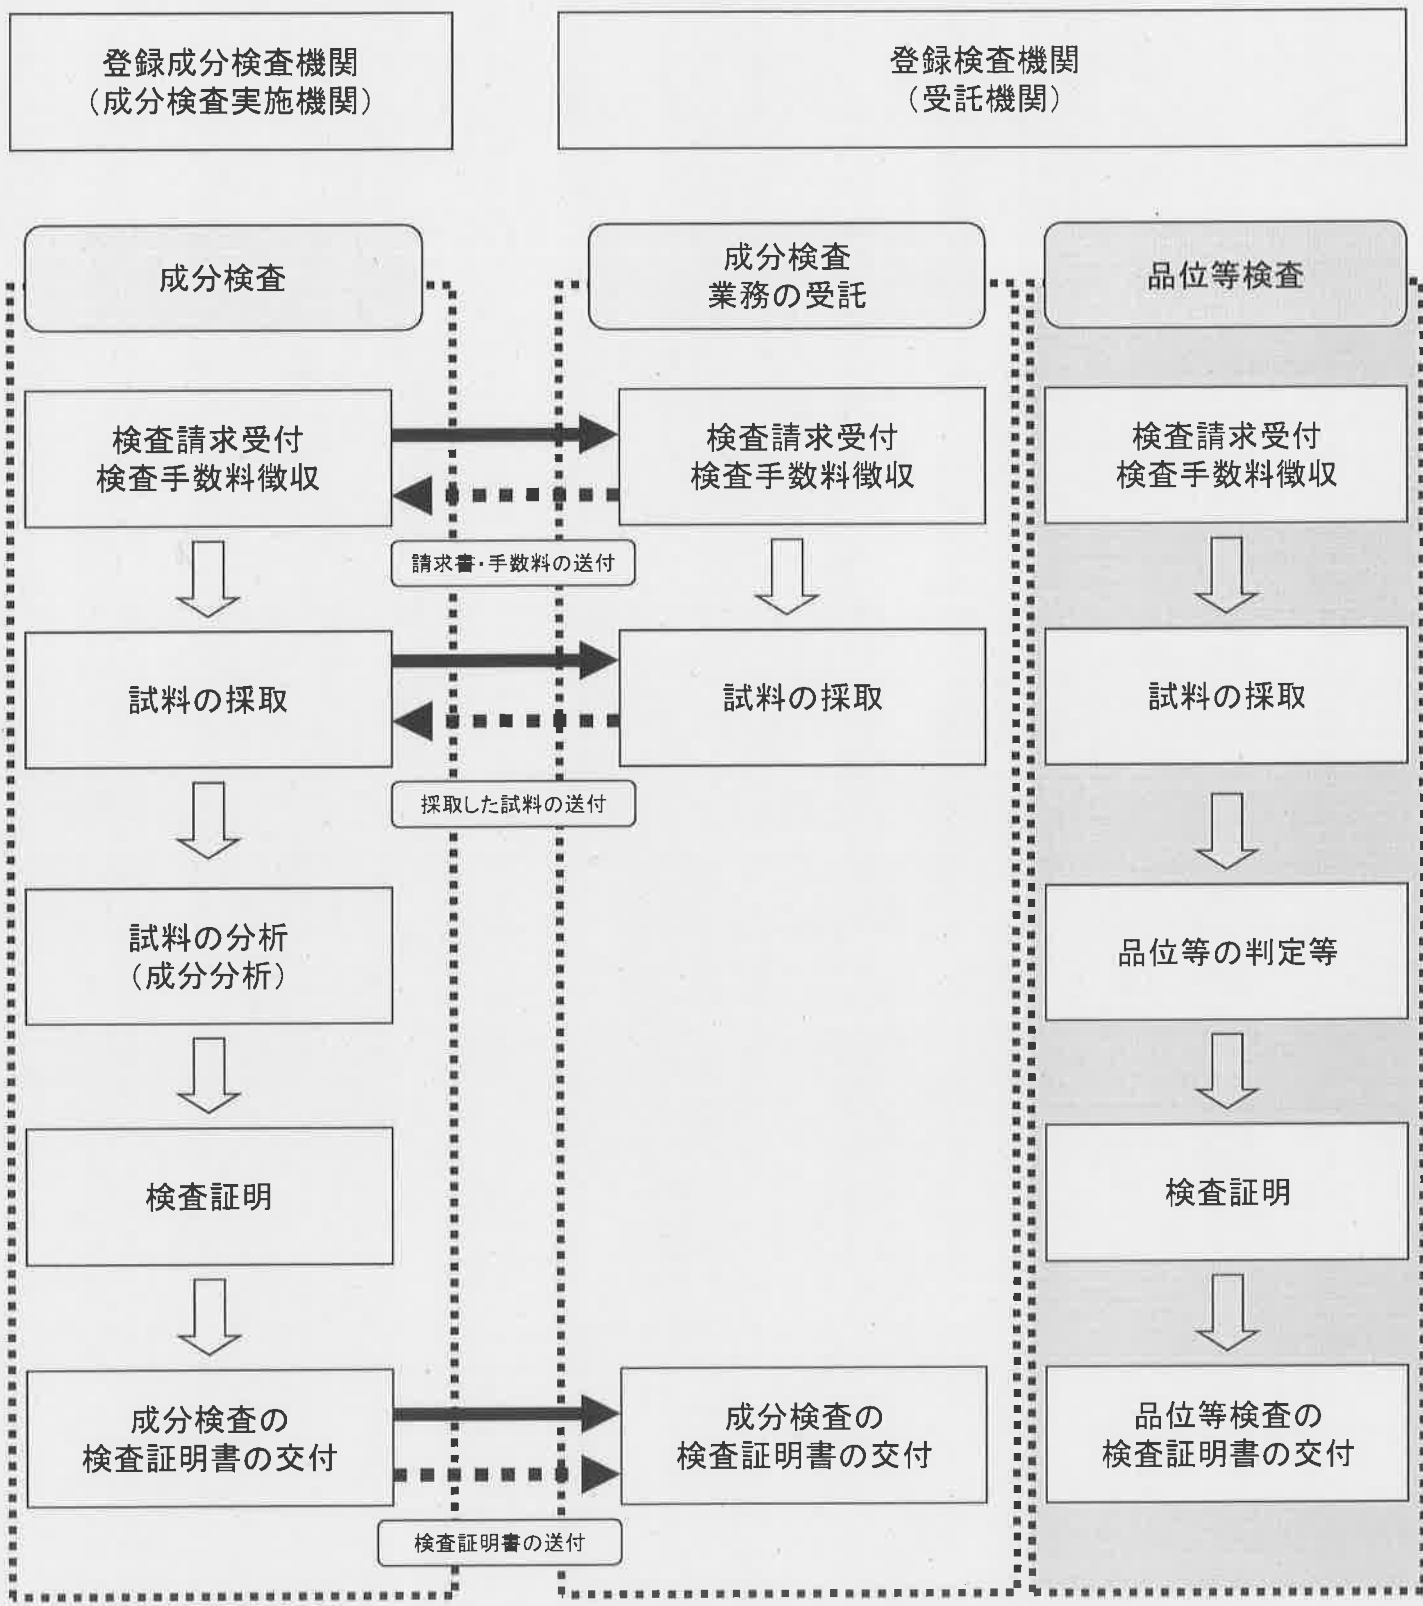 登録成分検査機関
（成分検査実施機関）
登録検査機関
（受託機関）
成分検査
成分検査
業務の受託
品位等検査
検査請求受付
検査手数料徴収
検査請求受付
検査手数料徴収
検査請求受付
検査手数料徴収
請求書・手数料の送付
試料の採取
試料の採取
試料の採取
採取した試料の送付
試料の分析
（成分分析）
品位等の判定等
検査証明
検査証明
成分検査の
検査証明書の交付
成分検査の
検査証明書の交付
品位等検査の
検査証明書の交付
検査証明書の送付